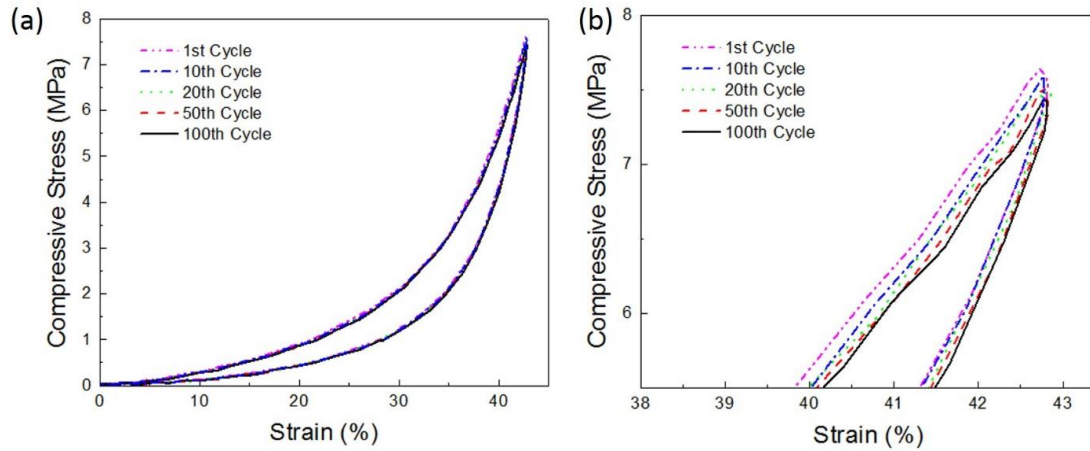 (a)
8
7
6
5
4
3
2
1
0
Compressive Stress (MPa)
1st Cycle
10th Cycle
20th Cycle
50th Cycle
100th Cycle
0 10 20 30 40
Strain (%)
(b)
8
7
6
Compressive Stress (MPa)
1st Cycle
10th Cycle
20th Cycle
50th Cycle
100th Cycle
38 39 40 41 42 43
Strain (%)